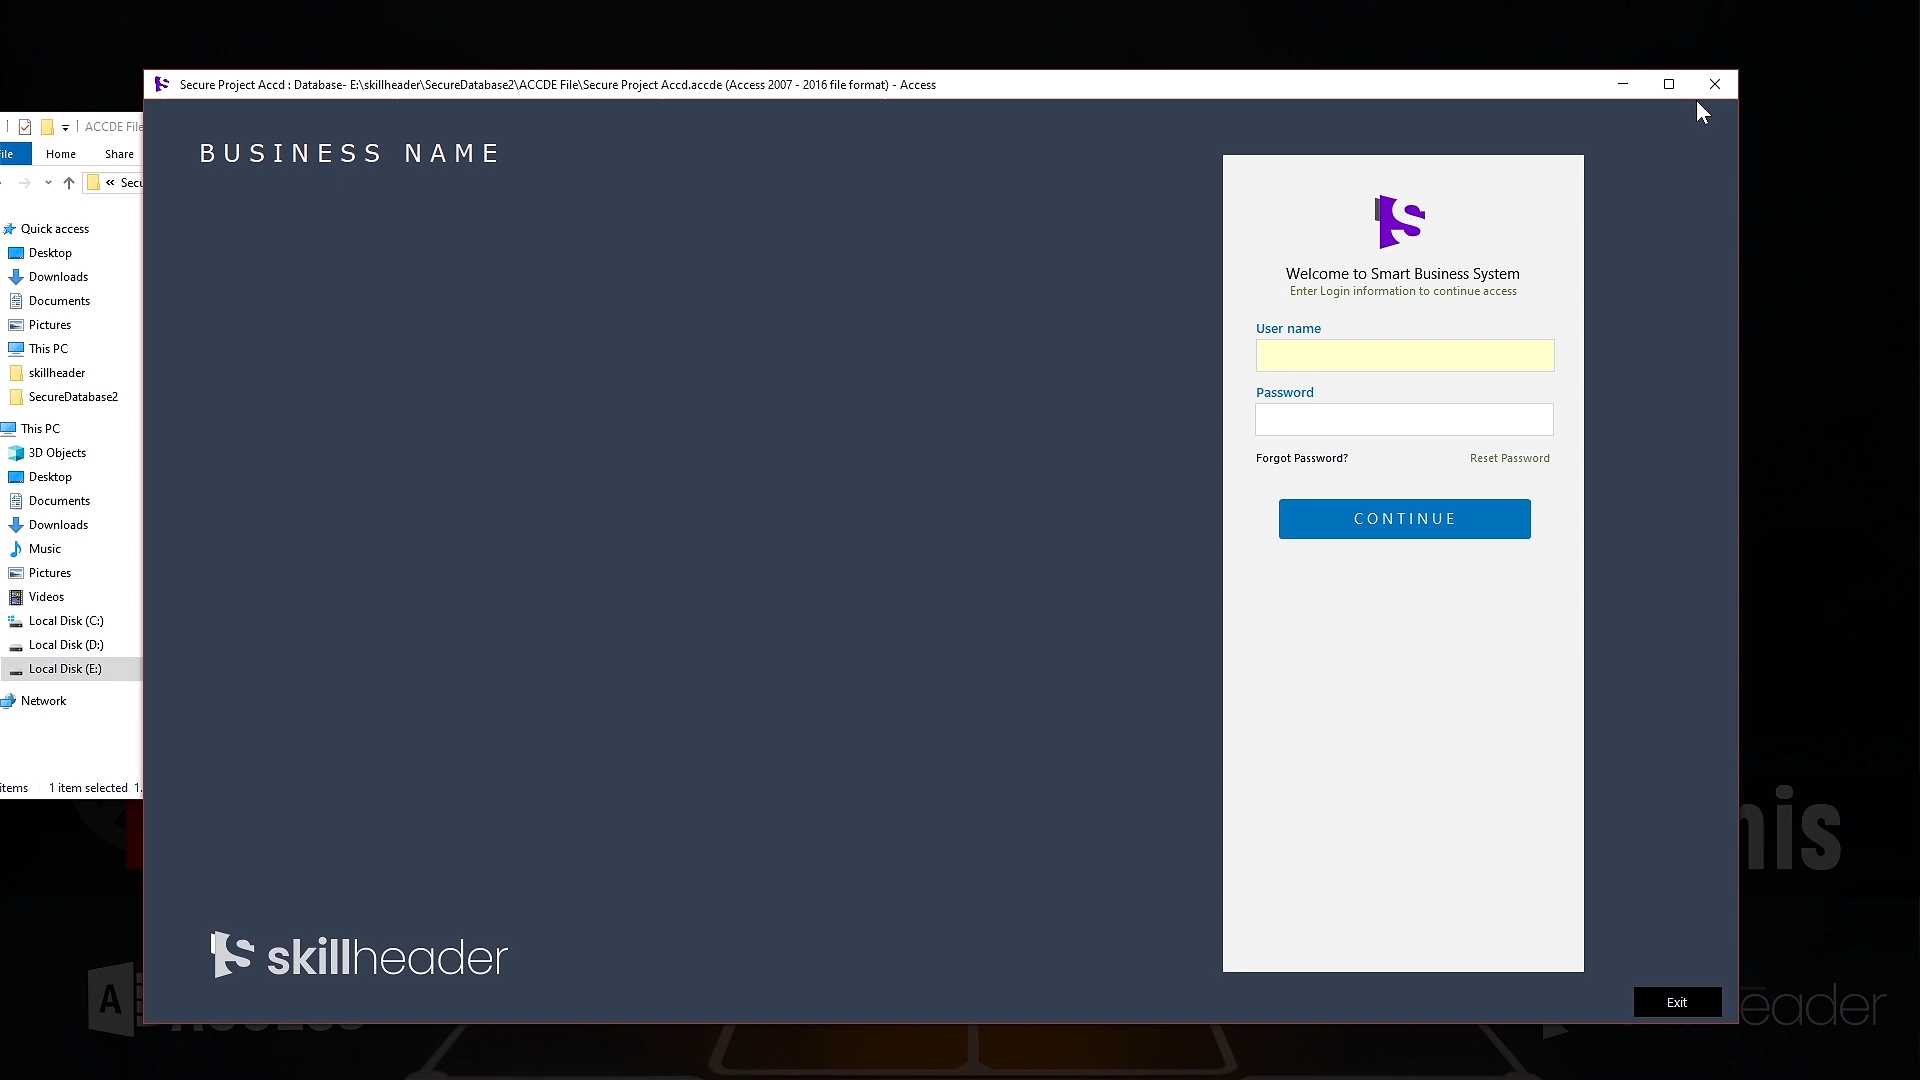 Secure Project Accd : Database- E:\skillheader\SecureDatabase2\ACCDE File\Secure Project Accd.accde (Access 2007 - 2016 file format) - Access
ACCDE File
Home Share
Quick access
Desktop
Downloads
Documents
Pictures
This PC
skillheader
SecureDatabase2
This PC
3D Objects
Desktop
Documents
Downloads
Music
Pictures
Videos
Local Disk (C:)
Local Disk (D:)
Local Disk (E:)
Network
items 1 item selected 1.
BUSINESS NAME
Welcome to Smart Business System
Enter Login information to continue access
User name
Password
Forgot Password? Reset Password
CONTINUE
skillheader
Exit